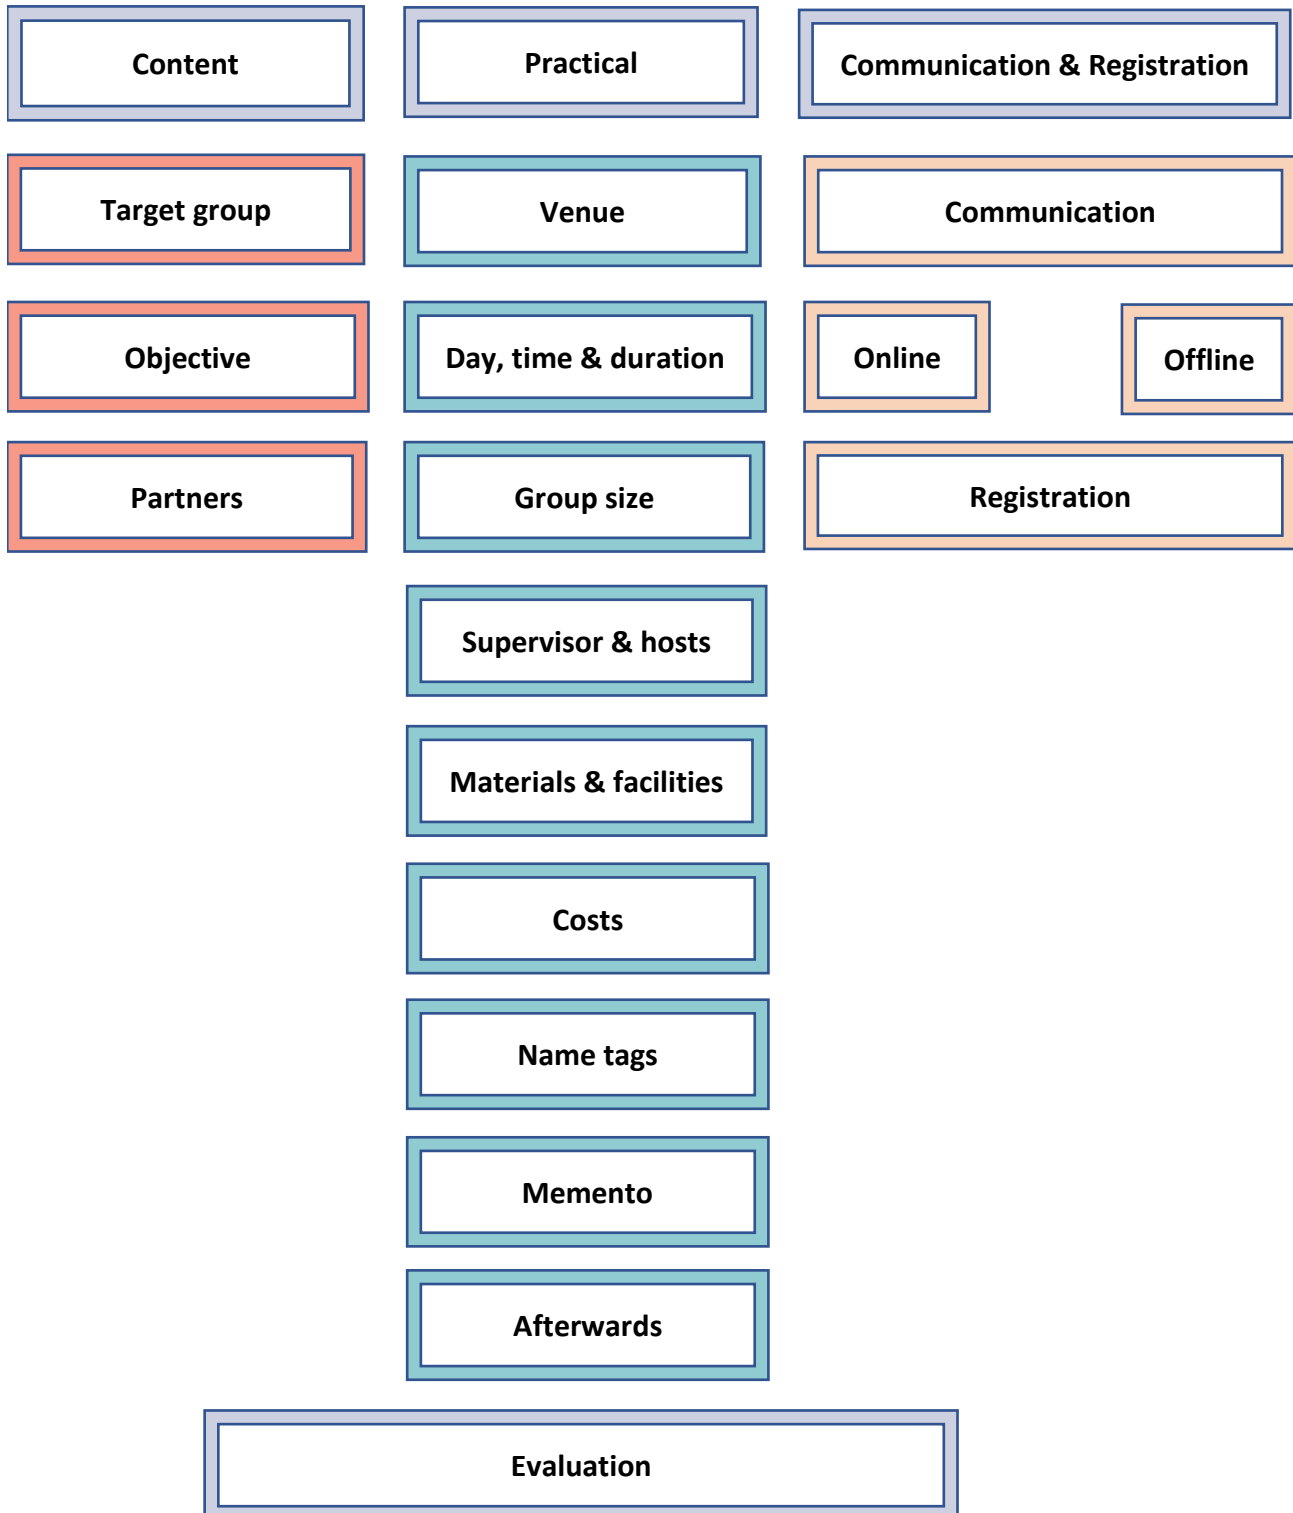 Content
Practical
Communication & Registration
Target group
Venue
Communication
Objective
Day, time & duration
Online
Offline
Partners
Group size
Registration
Supervisor & hosts
Materials & facilities
Costs
Name tags
Memento
Afterwards
Evaluation